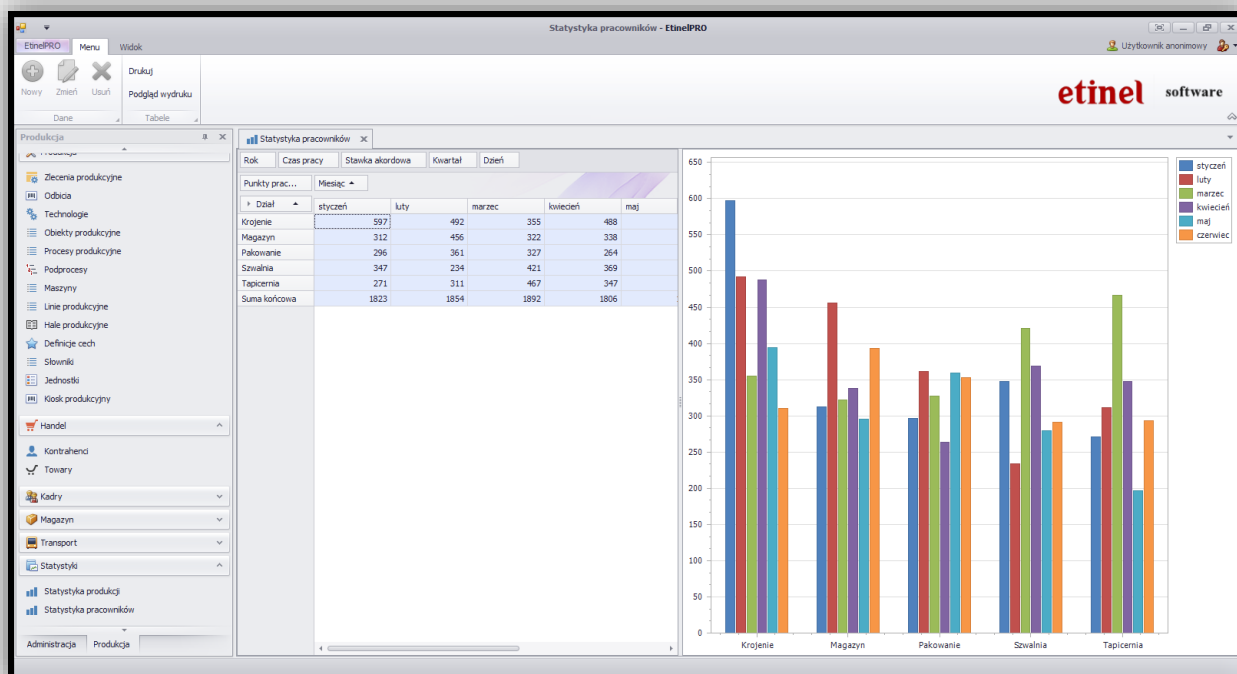 Statystyka pracowników - EtinelPRO
EtinelPRO Menu Widok
Użytkownik anonimowy
Nowy Zmień Usuń
Drukuj
Podgląd wydruku
Dane Tabele
etinel software
Produkcja
Produkcja
Zlecenia produkcyjne
Odbicia
Technologie
Obiekty produkcyjne
Procesy produkcyjne
Podprocesy
Maszyny
Linie produkcyjne
Hale produkcyjne
Definicje cech
Słowniki
Jednostki
Kiosk produkcyjny
Handel
Kontrahenci
Towary
Kadry
Magazyn
Transport
Statystyki
Statystyka produkcji
Statystyka pracowników
Administracja Produkcja
Statystyka pracowników
Rok Czas pracy Stawka akordowa Kwartał Dzień
Punkty prac... Miesiąc
Dział styczeń luty marzec kwiecień maj
Krojenie 597 492 355 488
Magazyn 312 456 322 338
Pakowanie 296 361 327 264
Szwalnia 347 234 421 369
Tapicernia 271 311 467 347
Suma końcowa 1823 1854 1892 1806
650
600
550
500
450
400
350
300
250
200
150
100
50
0
Krojenie Magazyn Pakowanie Szwalnia Tapicernia
styczeń
luty
marzec
kwiecień
maj
czerwiec